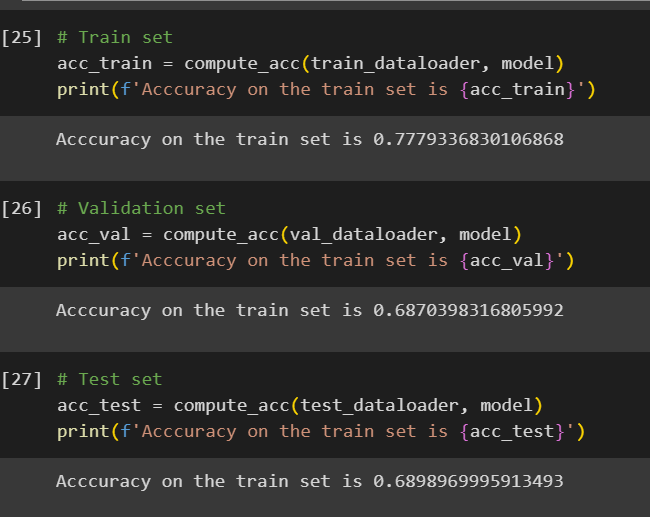 [25] # Train set
acc_train = compute_acc(train_dataloader, model)
print(f'Acccuracy on the train set is {acc_train}')
Acccuracy on the train set is 0.7779336830106868
[26] # Validation set
acc_val = compute_acc(val_dataloader, model)
print(f'Acccuracy on the train set is {acc_val}')
Acccuracy on the train set is 0.6870398316805992
[27] # Test set
acc_test = compute_acc(test_dataloader, model)
print(f'Acccuracy on the train set is {acc_test}')
Acccuracy on the train set is 0.6898969995913493